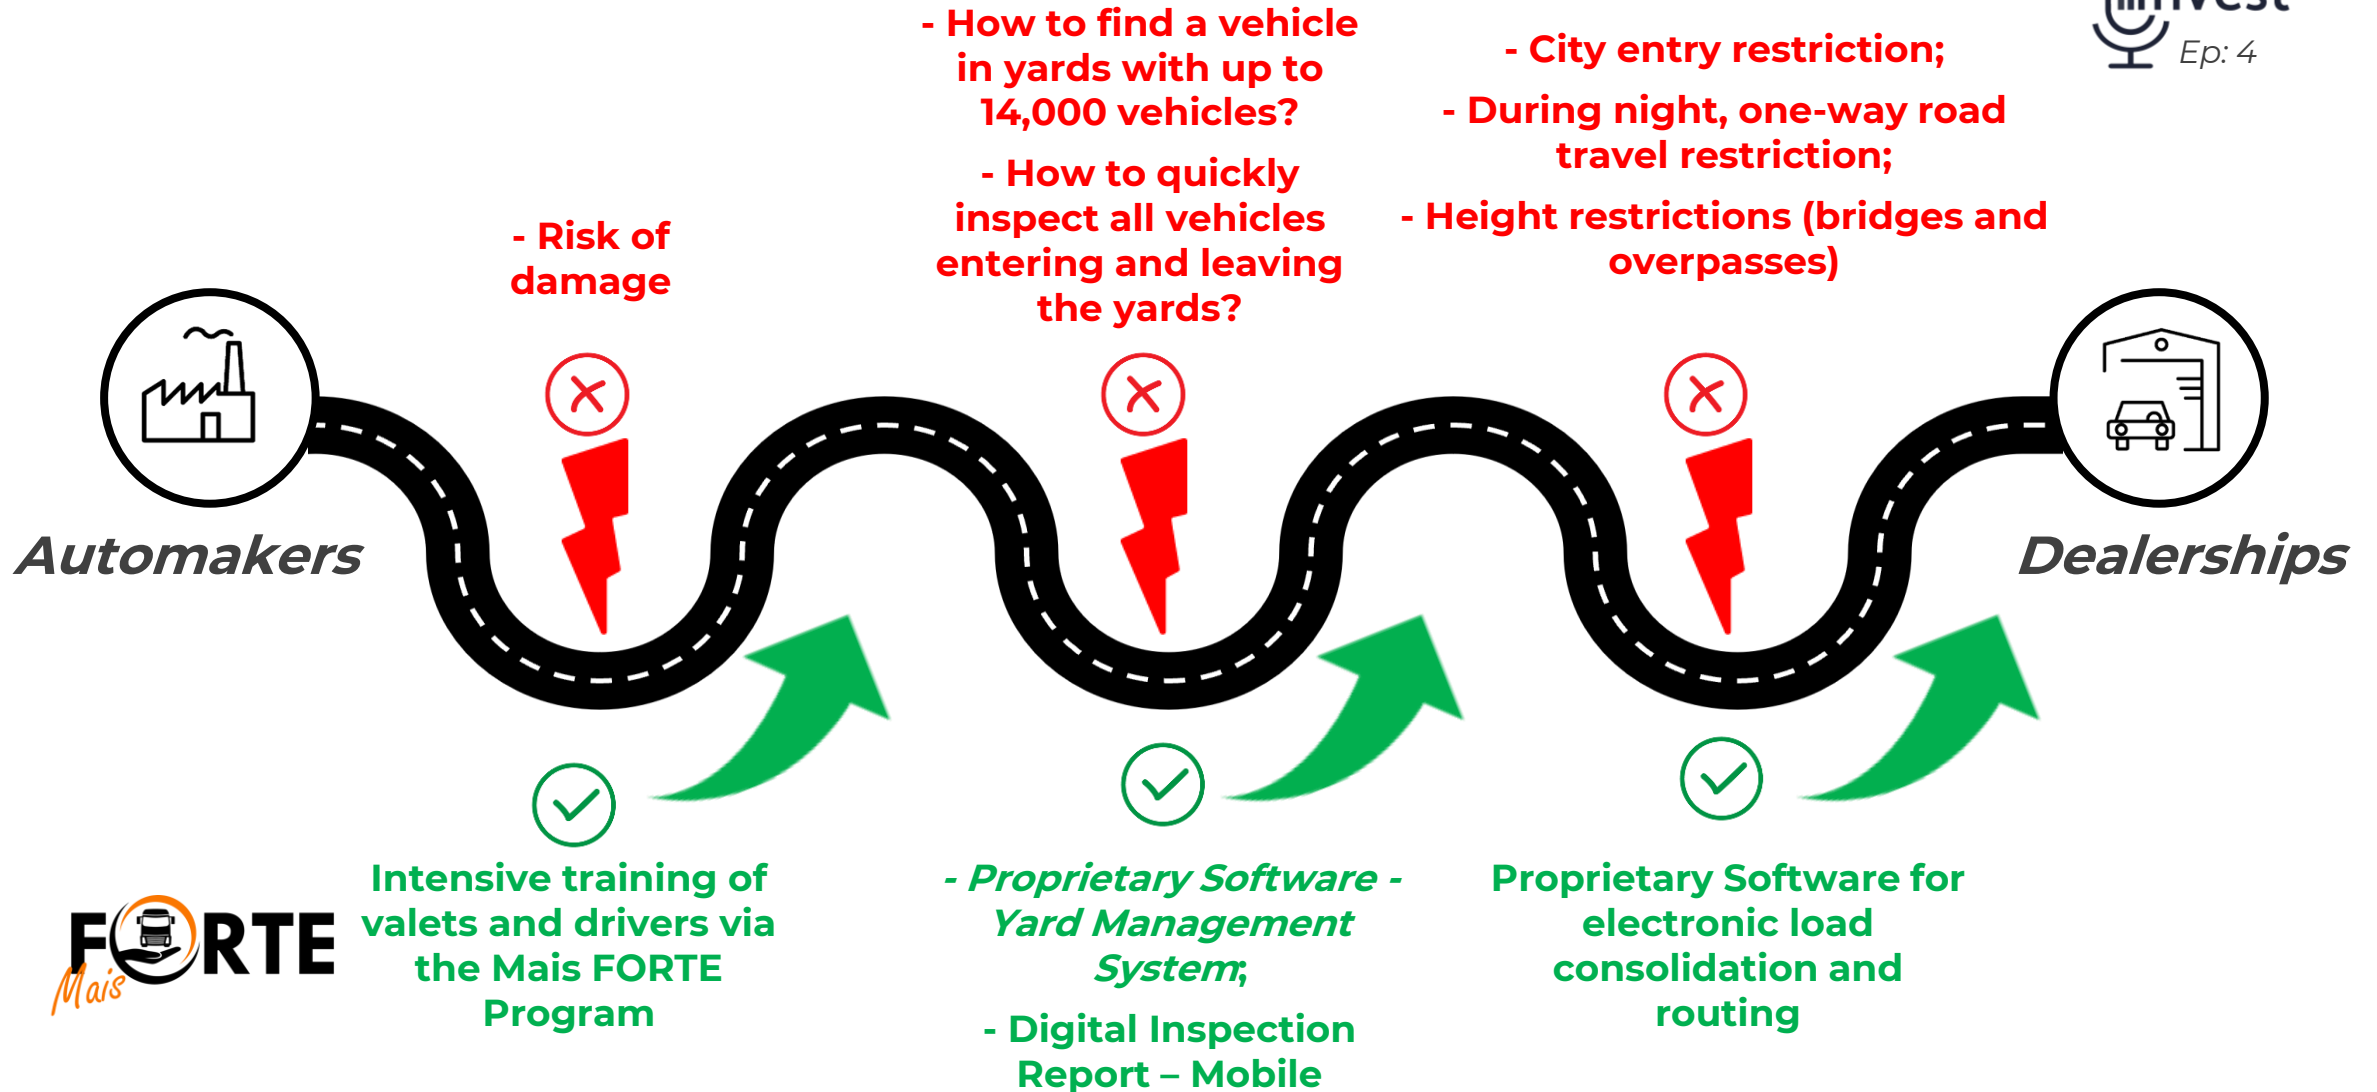 - How to find a vehicle
in yards with up to
14,000 vehicles?
- How to quickly
inspect all vehicles
entering and leaving
the yards?
- City entry restriction;
- During night, one-way road
travel restriction;
- Height restrictions (bridges and
overpasses)
Ep: 4
- Risk of
damage
Automakers
Dealerships
FORTE
Mais
Intensive training of
valets and drivers via
the Mais FORTE
Program
- Proprietary Software -
Yard Management
System;
- Digital Inspection
Report – Mobile
Proprietary Software for
electronic load
consolidation and
routing